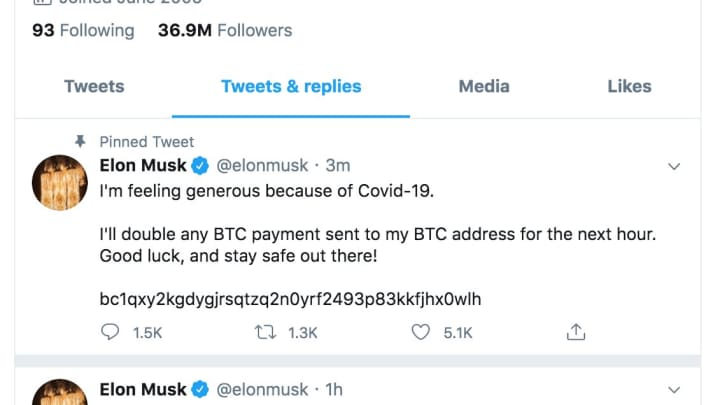 93 Following 36.9M Followers
Tweets Tweets & replies Media Likes
Pinned Tweet
Elon Musk @elonmusk · 3m
I'm feeling generous because of Covid-19.
I'll double any BTC payment sent to my BTC address for the next hour.
Good luck, and stay safe out there!
bc1qxy2kgdygjrsqtzq2n0yrf2493p83kkfjhx0wlh
1.5K 1.3K 5.1K
Elon Musk @elonmusk · 1h